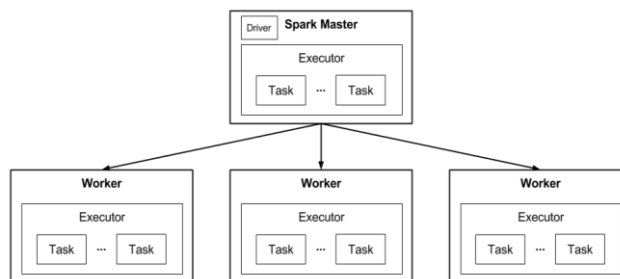 Driver Spark Master
Executor
Task ... Task
Worker Worker Worker
Executor Executor Executor
Task ... Task Task ... Task Task ... Task